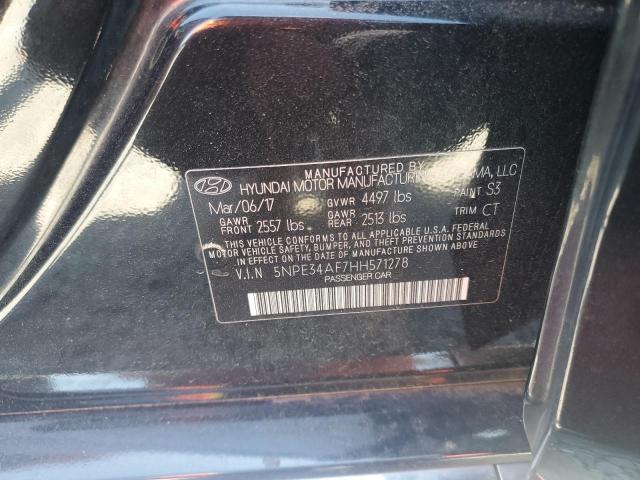 MANUFACTURED BY
HYUNDAI MOTOR MANUFACTURING LLC
Mar/06/17 GVWR 4497 lbs PAINT S3
GAWR FRONT 2557 lbs GAWR REAR 2513 lbs TRIM CT
THIS VEHICLE CONFORMS TO ALL APPLICABLE U.S.A. FEDERAL
MOTOR VEHICLE SAFETY, BUMPER, AND THEFT PREVENTION
STANDARDS IN EFFECT ON THE DATE OF MANUFACTURE SHOWN ABOVE.
V.I.N 5NPE34AF7HH571278
PASSENGER CAR